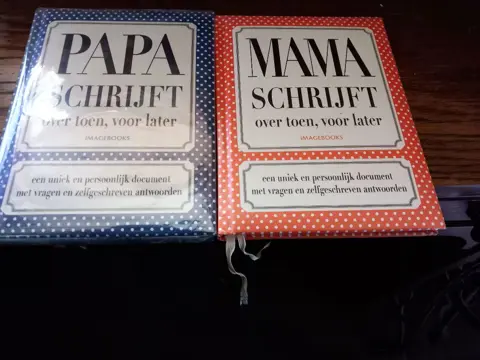 PAPA
SCHRIJFT
over toen, voor later
IMAGEBOOKS
een uniek en persoonlijk document
met vragen en zelfgeschreven antwoorden
MAMA
SCHRIJFT
over toen, voor later
IMAGEBOOKS
een uniek en persoonlijk document
met vragen en zelfgeschreven antwoorden